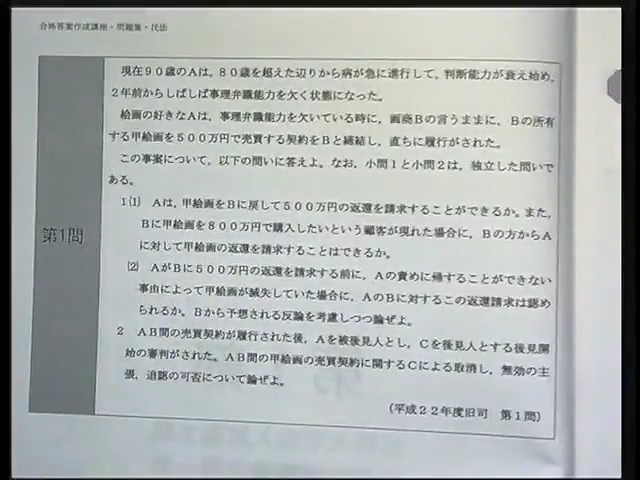 合格答案作成講座・問題集・民法
現在90歳のAは，80歳を超えた辺りから病が急に進行して，判断能力が衰え始め，
2年前からしばしば事理弁識能力を欠く状態になった。
絵画の好きなAは，事理弁識能力を欠いている時に，画商Bの言うままに，Bの所有
する甲絵画を500万円で売買する契約をBと締結し，直ちに履行がされた。
この事案について，以下の問いに答えよ。なお，小問1と小問2は，独立した問いで
ある。
第1問
1(1) Aは，甲絵画をBに戻して500万円の返還を請求することができるか。また，
Bに甲絵画を800万円で購入したいという顧客が現れた場合に，Bの方からA
に対して甲絵画の返還を請求することはできるか。
(2) AがBに500万円の返還を請求する前に，Aの責めに帰することができない
事由によって甲絵画が滅失していた場合に，AのBに対するこの返還請求は認め
られるか。Bから予想される反論を考慮しつつ論ぜよ。
2 AB間の売買契約が履行された後，Aを被後見人とし，Cを後見人とする後見開
始の審判がされた。AB間の甲絵画の売買契約に関するCによる取消し，無効の主
張，追認の可否について論ぜよ。
(平成22年度旧司 第1問)